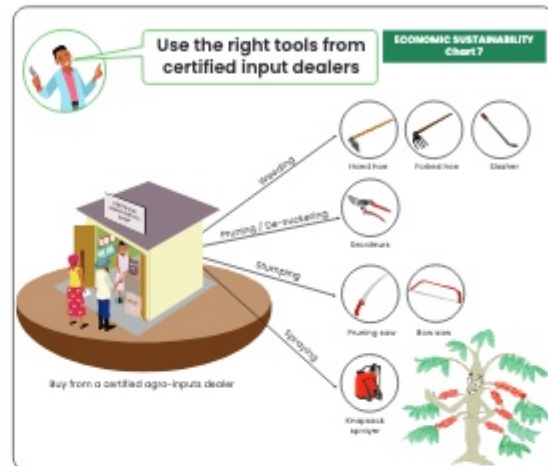 Use the right tools from
certified input dealers
ECONOMIC SUSTAINABILITY
Chart 7
Weeding
Hand hoe
Forked hoe
Slasher
Pruning / De-suckering
Secateurs
Stumping
Pruning saw
Bow saw
Spraying
Knapsack
sprayer
Buy from a certified agro-inputs dealer